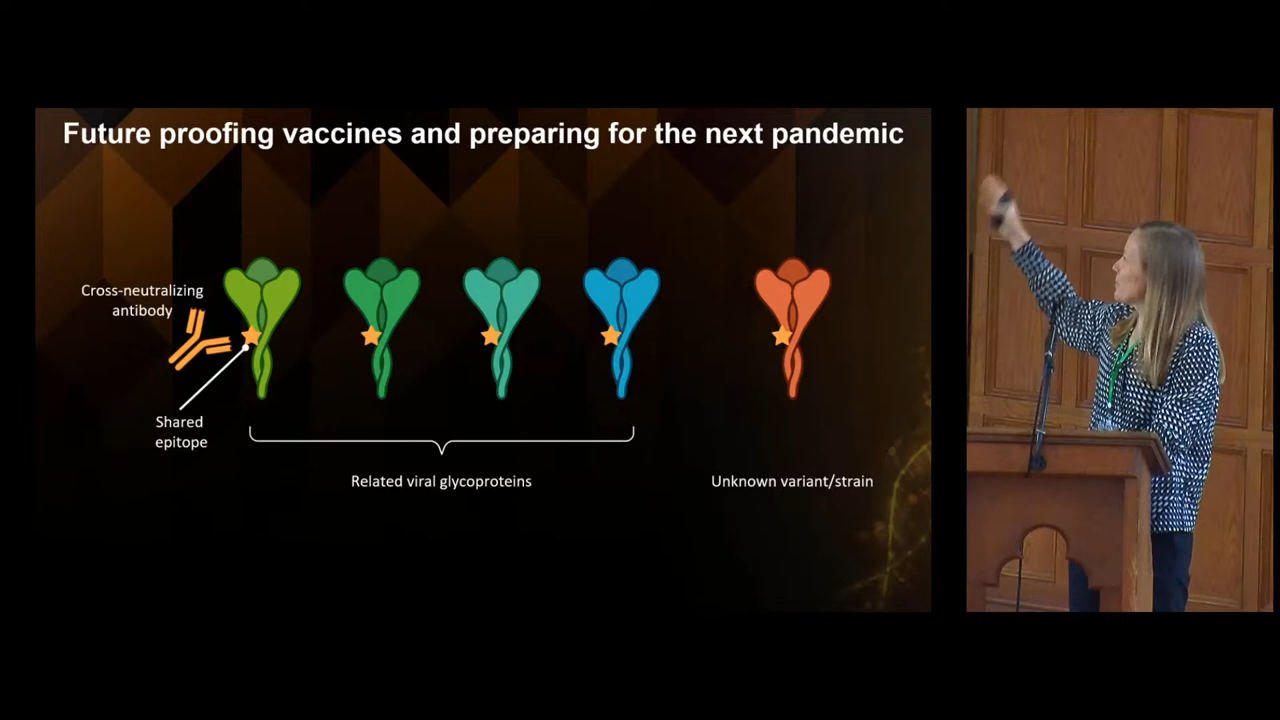 Future proofing vaccines and preparing for the next pandemic
Cross-neutralizing
antibody
Shared
epitope
Related viral glycoproteins
Unknown variant/strain